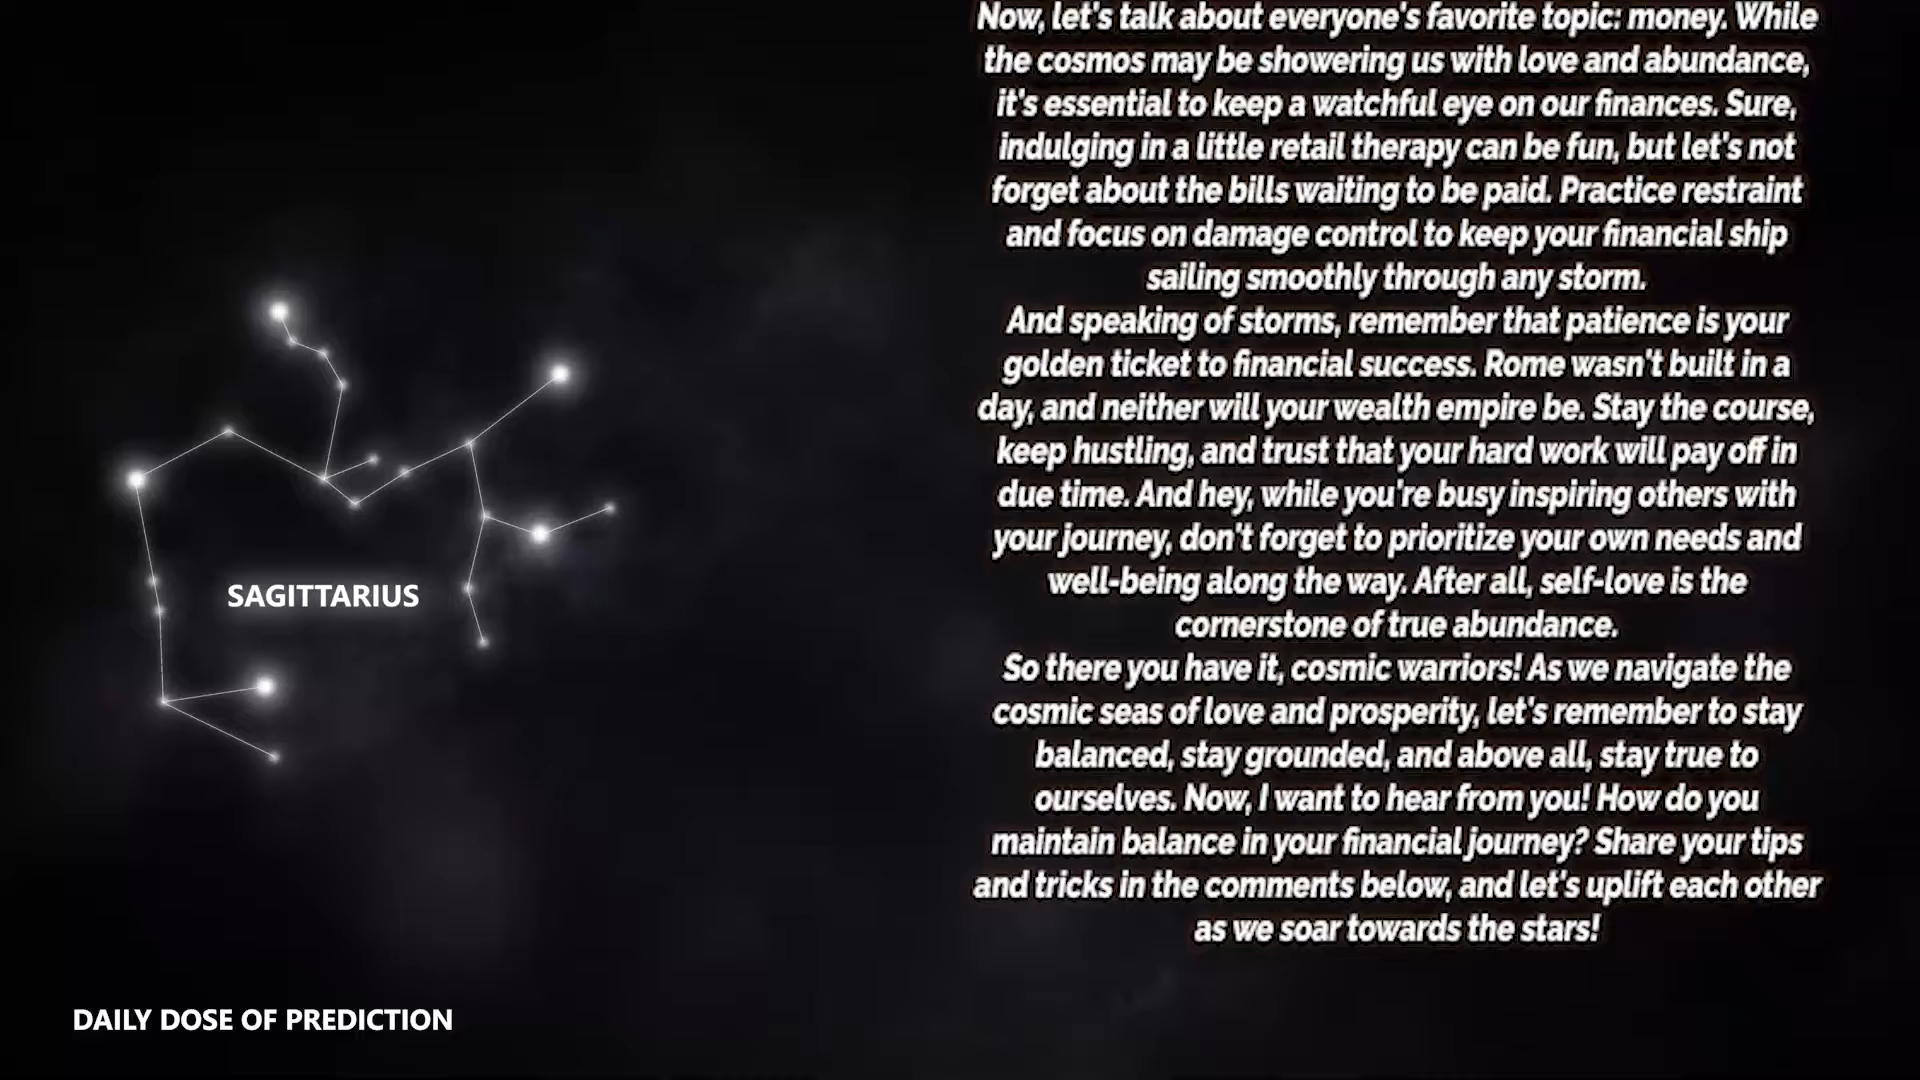 Now, let's talk about everyone's favorite topic: money. While
the cosmos may be showering us with love and abundance,
it's essential to keep a watchful eye on our finances. Sure,
indulging in a little retail therapy can be fun, but let's not
forget about the bills waiting to be paid. Practice restraint
and focus on damage control to keep your financial ship
sailing smoothly through any storm.
And speaking of storms, remember that patience is your
golden ticket to financial success. Rome wasn't built in a
day, and neither will your wealth empire be. Stay the course,
keep hustling, and trust that your hard work will pay off in
due time. And hey, while you're busy inspiring others with
your journey, don't forget to prioritize your own needs and
well-being along the way. After all, self-love is the
cornerstone of true abundance.
So there you have it, cosmic warriors! As we navigate the
cosmic seas of love and prosperity, let's remember to stay
balanced, stay grounded, and above all, stay true to
ourselves. Now, I want to hear from you! How do you
maintain balance in your financial journey? Share your tips
and tricks in the comments below, and let's uplift each other
as we soar towards the stars!
SAGITTARIUS
DAILY DOSE OF PREDICTION